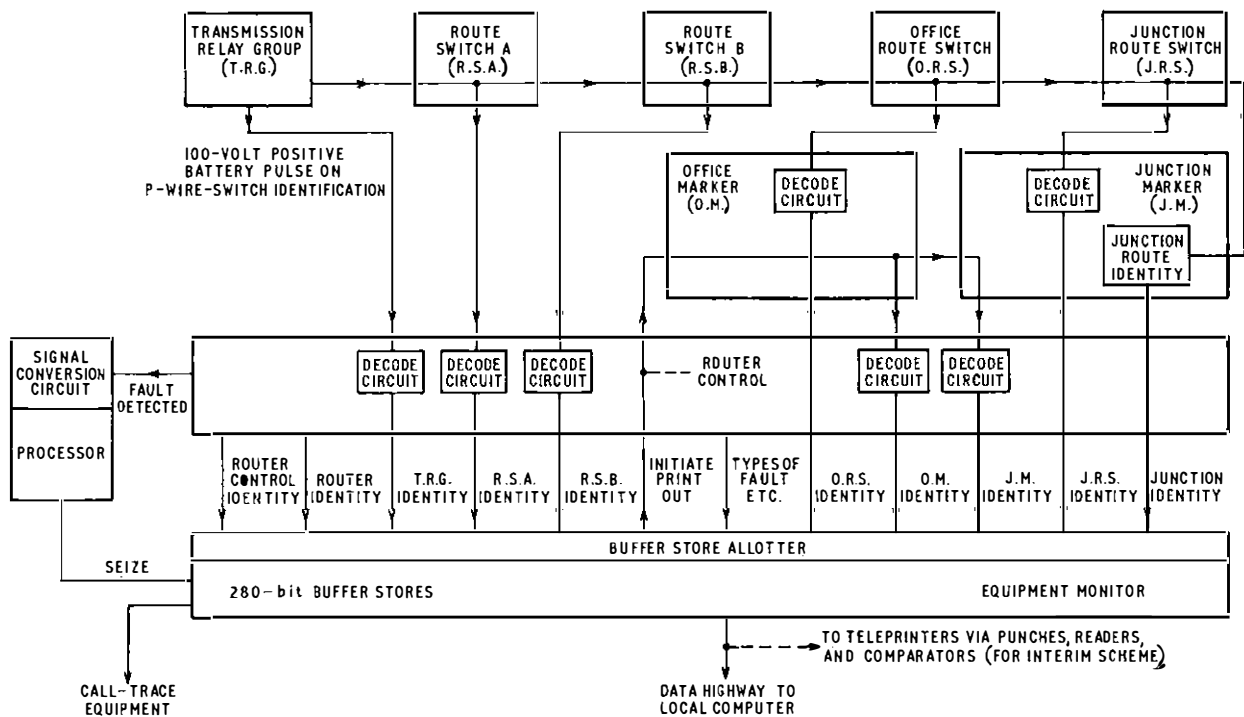 TRANSMISSION
RELAY GROUP
(T.R.G.)
ROUTE
SWITCH A
(R.S.A.)
ROUTE
SWITCH B
(R.S.B.)
OFFICE
ROUTE SWITCH
(O.R.S.)
JUNCTION
ROUTE SWITCH
(J.R.S.)
100-VOLT POSITIVE
BATTERY PULSE ON
P-WIRE-SWITCH IDENTIFICATION
OFFICE
MARKER
(O.M.)
DECODE
CIRCUIT
DECODE
CIRCUIT
JUNCTION
MARKER
(J.M.)
JUNCTION
ROUTE
IDENTITY
SIGNAL
CONVERSION
CIRCUIT
PROCESSOR
FAULT
DETECTED
DECODE
CIRCUIT
DECODE
CIRCUIT
DECODE
CIRCUIT
ROUTER
CONTROL
DECODE
CIRCUIT
DECODE
CIRCUIT
ROUTER
CONTROL
IDENTITY
ROUTER
IDENTITY
T.R.G.
IDENTITY
R.S.A.
IDENTITY
R.S.B.
IDENTITY
INITIATE
PRINT
OUT
TYPES OF
FAULT
ETC.
O.R.S.
IDENTITY
O.M.
IDENTITY
J.M.
IDENTITY
J.R.S.
IDENTITY
JUNCTION
IDENTITY
BUFFER STORE ALLOTTER
SEIZE
280-bit BUFFER STORES
EQUIPMENT MONITOR
TO TELEPRINTERS VIA PUNCHES, READERS,
AND COMPARATORS (FOR INTERIM SCHEME)
CALL-TRACE
EQUIPMENT
DATA HIGHWAY TO
LOCAL COMPUTER